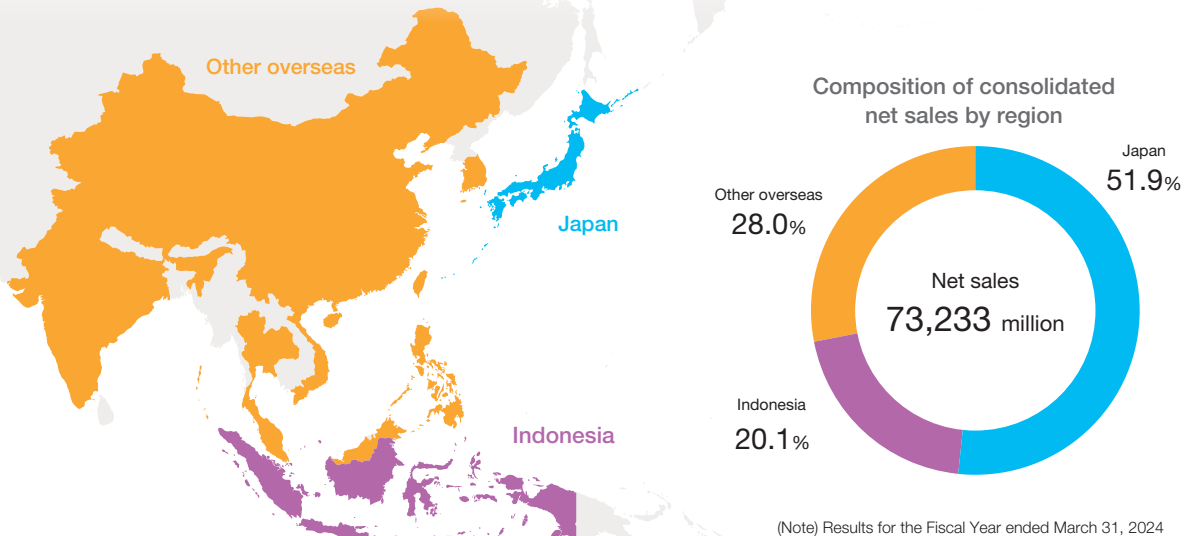 Other overseas
Japan
Indonesia
Composition of consolidated
net sales by region
Japan
51.9%
Other overseas
28.0%
Net sales
73,233 million
Indonesia
20.1%
(Note) Results for the Fiscal Year ended March 31, 2024